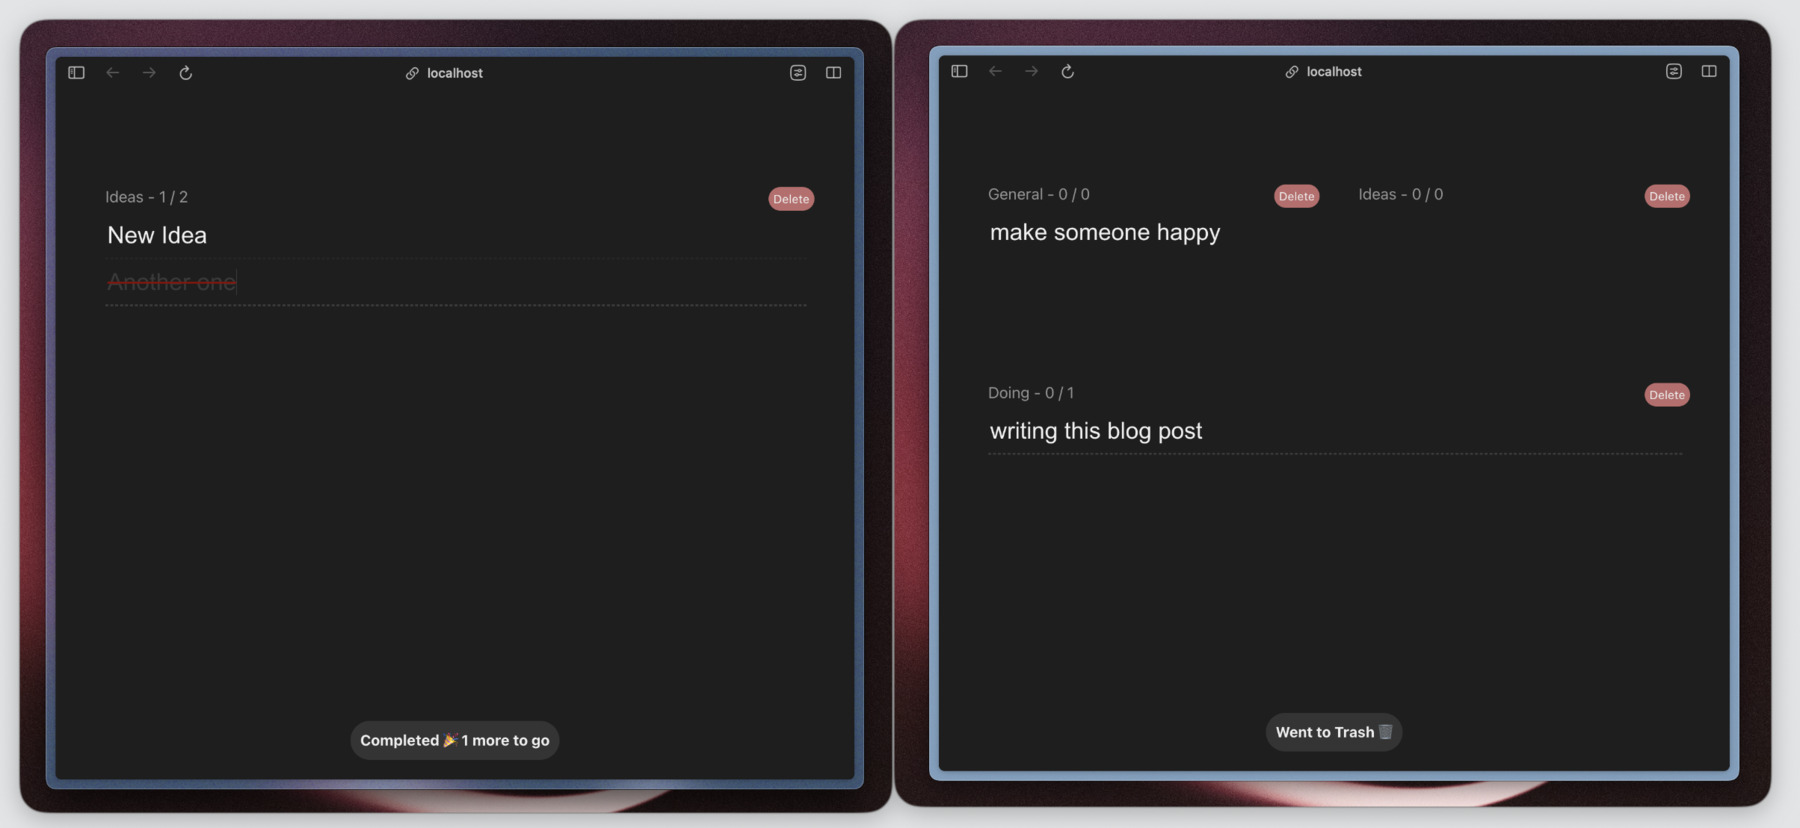 localhost
Ideas - 1 / 2
Delete
New Idea
Another one
Completed 🎉 1 more to go
localhost
General - 0 / 0
Delete
Ideas - 0 / 0
Delete
make someone happy
Doing - 0 / 1
Delete
writing this blog post
Went to Trash 🗑️